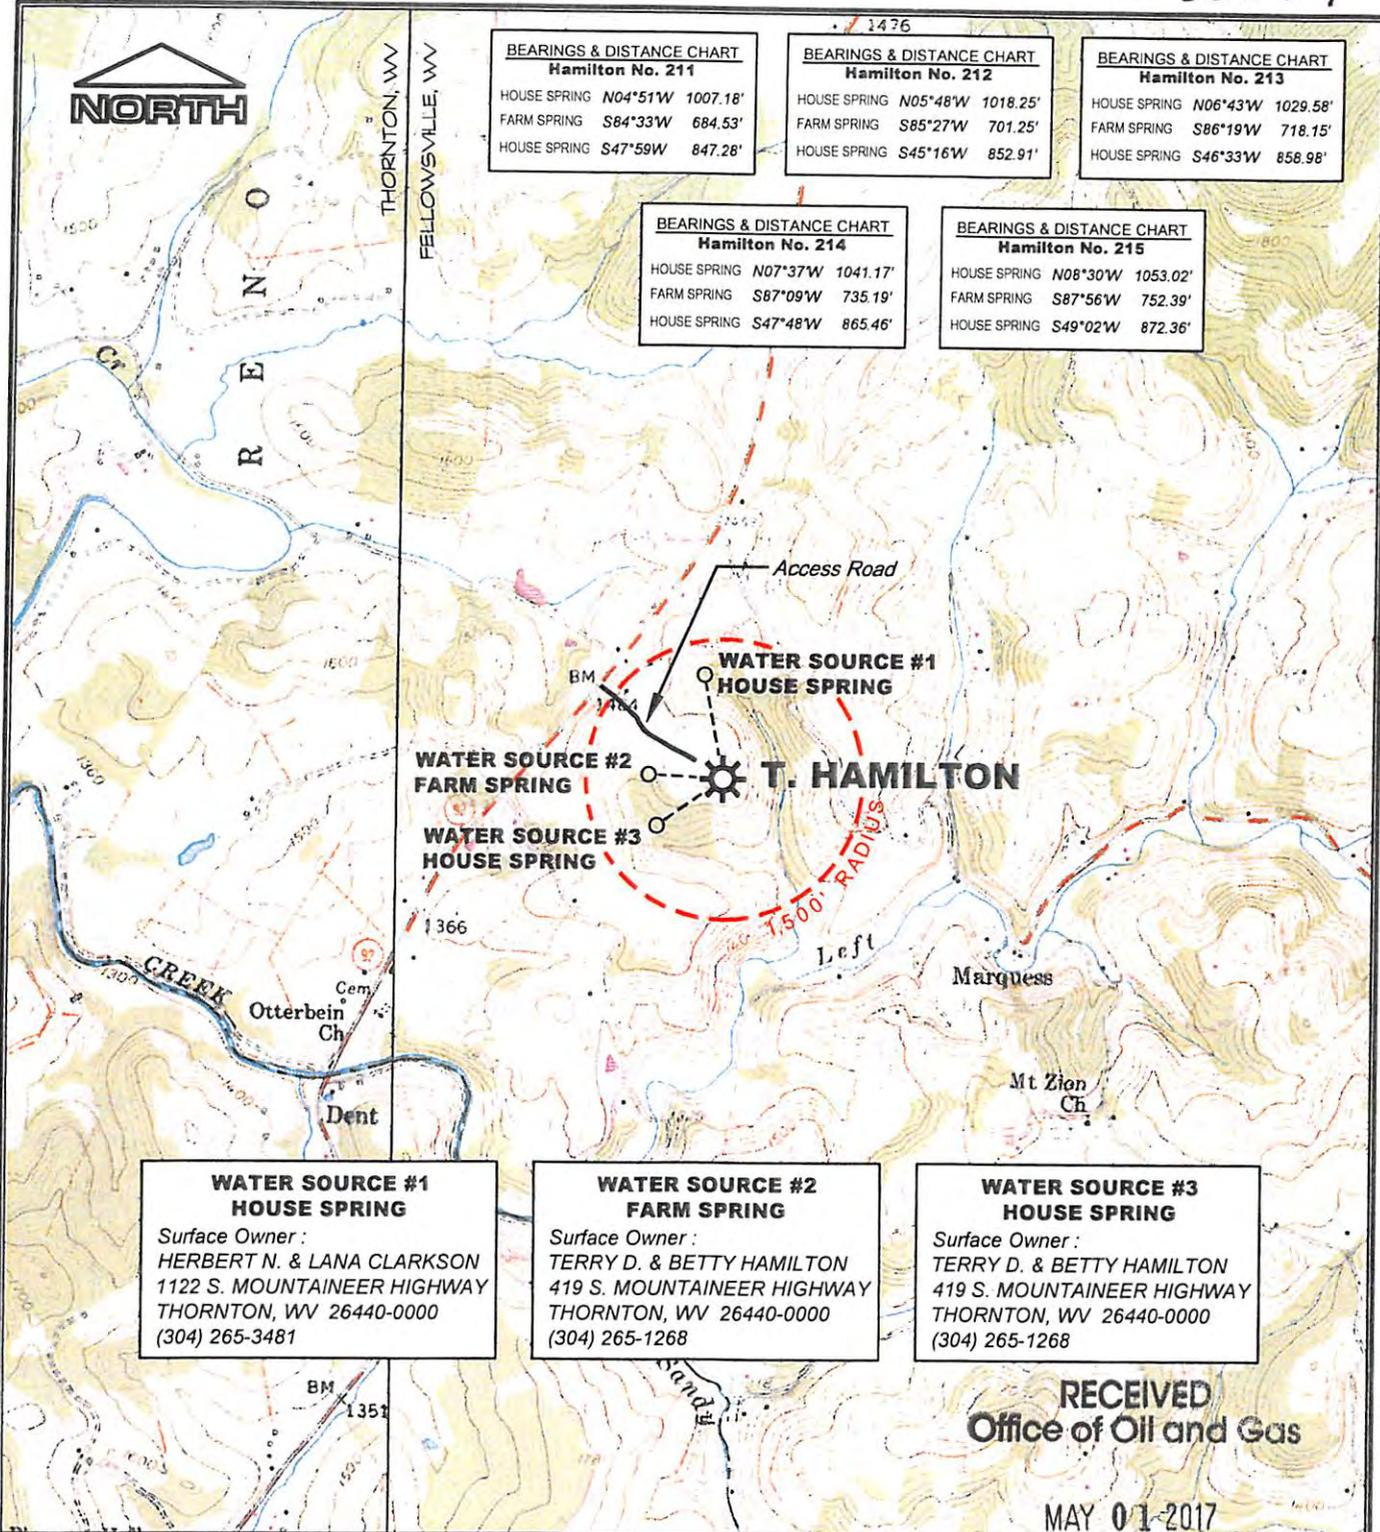 1476
NORTH
THORNTON, WV
FELLOWSVILLE, WV
BEARINGS & DISTANCE CHART
Hamilton No. 211
HOUSE SPRING N04°51'W 1007.18'
FARM SPRING S84°33'W 684.53'
HOUSE SPRING S47°59W 847.28'
BEARINGS & DISTANCE CHART
Hamilton No. 212
HOUSE SPRING N05°48'W 1018.25'
FARM SPRING S85°27'W 701.25'
HOUSE SPRING S45°16'W 852.91'
BEARINGS & DISTANCE CHART
Hamilton No. 213
HOUSE SPRING N06°43'W 1029.58'
FARM SPRING S86°19'W 718.15'
HOUSE SPRING S46°33'W 858.98'
BEARINGS & DISTANCE CHART
Hamilton No. 214
HOUSE SPRING N07°37'W 1041.17'
FARM SPRING S87°09'W 735.19'
HOUSE SPRING S47°48'W 865.46'
BEARINGS & DISTANCE CHART
Hamilton No. 215
HOUSE SPRING N08°30'W 1053.02'
FARM SPRING S87°56'W 752.39'
HOUSE SPRING S49°02'W 872.36'
1500
1800
R E N O
Cr
1600
Access Road
1600
BM
WATER SOURCE #1
HOUSE SPRING
WATER SOURCE #2
FARM SPRING
T. HAMILTON
WATER SOURCE #3
HOUSE SPRING
1500' RADIUS
1300
1500
1366
92
Left
CREEK
1300
Cem
Otterbein
Ch
Marquess
Mt Zion
Ch
1400
Dent
WATER SOURCE #1
HOUSE SPRING
Surface Owner :
HERBERT N. & LANA CLARKSON
1122 S. MOUNTAINEER HIGHWAY
THORNTON, WV 26440-0000
(304) 265-3481
WATER SOURCE #2
FARM SPRING
Surface Owner :
TERRY D. & BETTY HAMILTON
419 S. MOUNTAINEER HIGHWAY
THORNTON, WV 26440-0000
(304) 265-1268
WATER SOURCE #3
HOUSE SPRING
Surface Owner :
TERRY D. & BETTY HAMILTON
419 S. MOUNTAINEER HIGHWAY
THORNTON, WV 26440-0000
(304) 265-1268
BM
1351
Sandy
RECEIVED
Office of Oil and Gas
MAY 01 2017